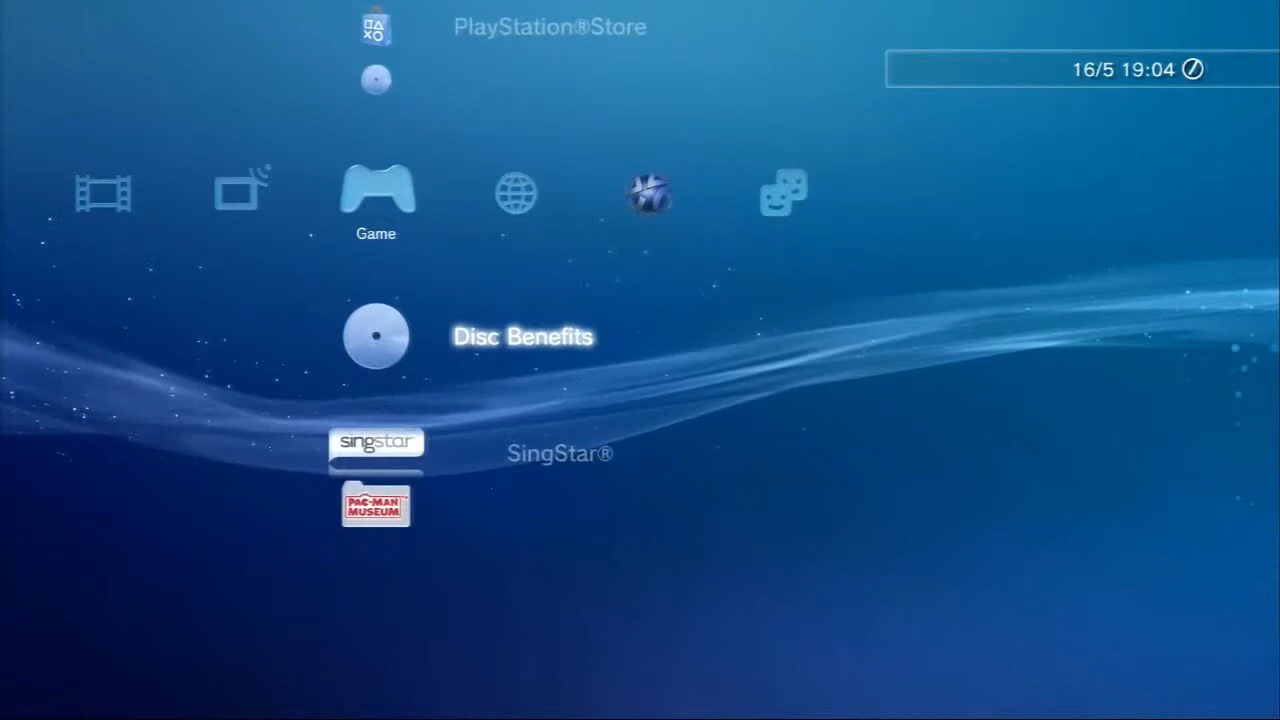 PlayStation®Store
16/5 19:04
Game
Disc Benefits
singstar
SingStar®
PAC-MAN
MUSEUM